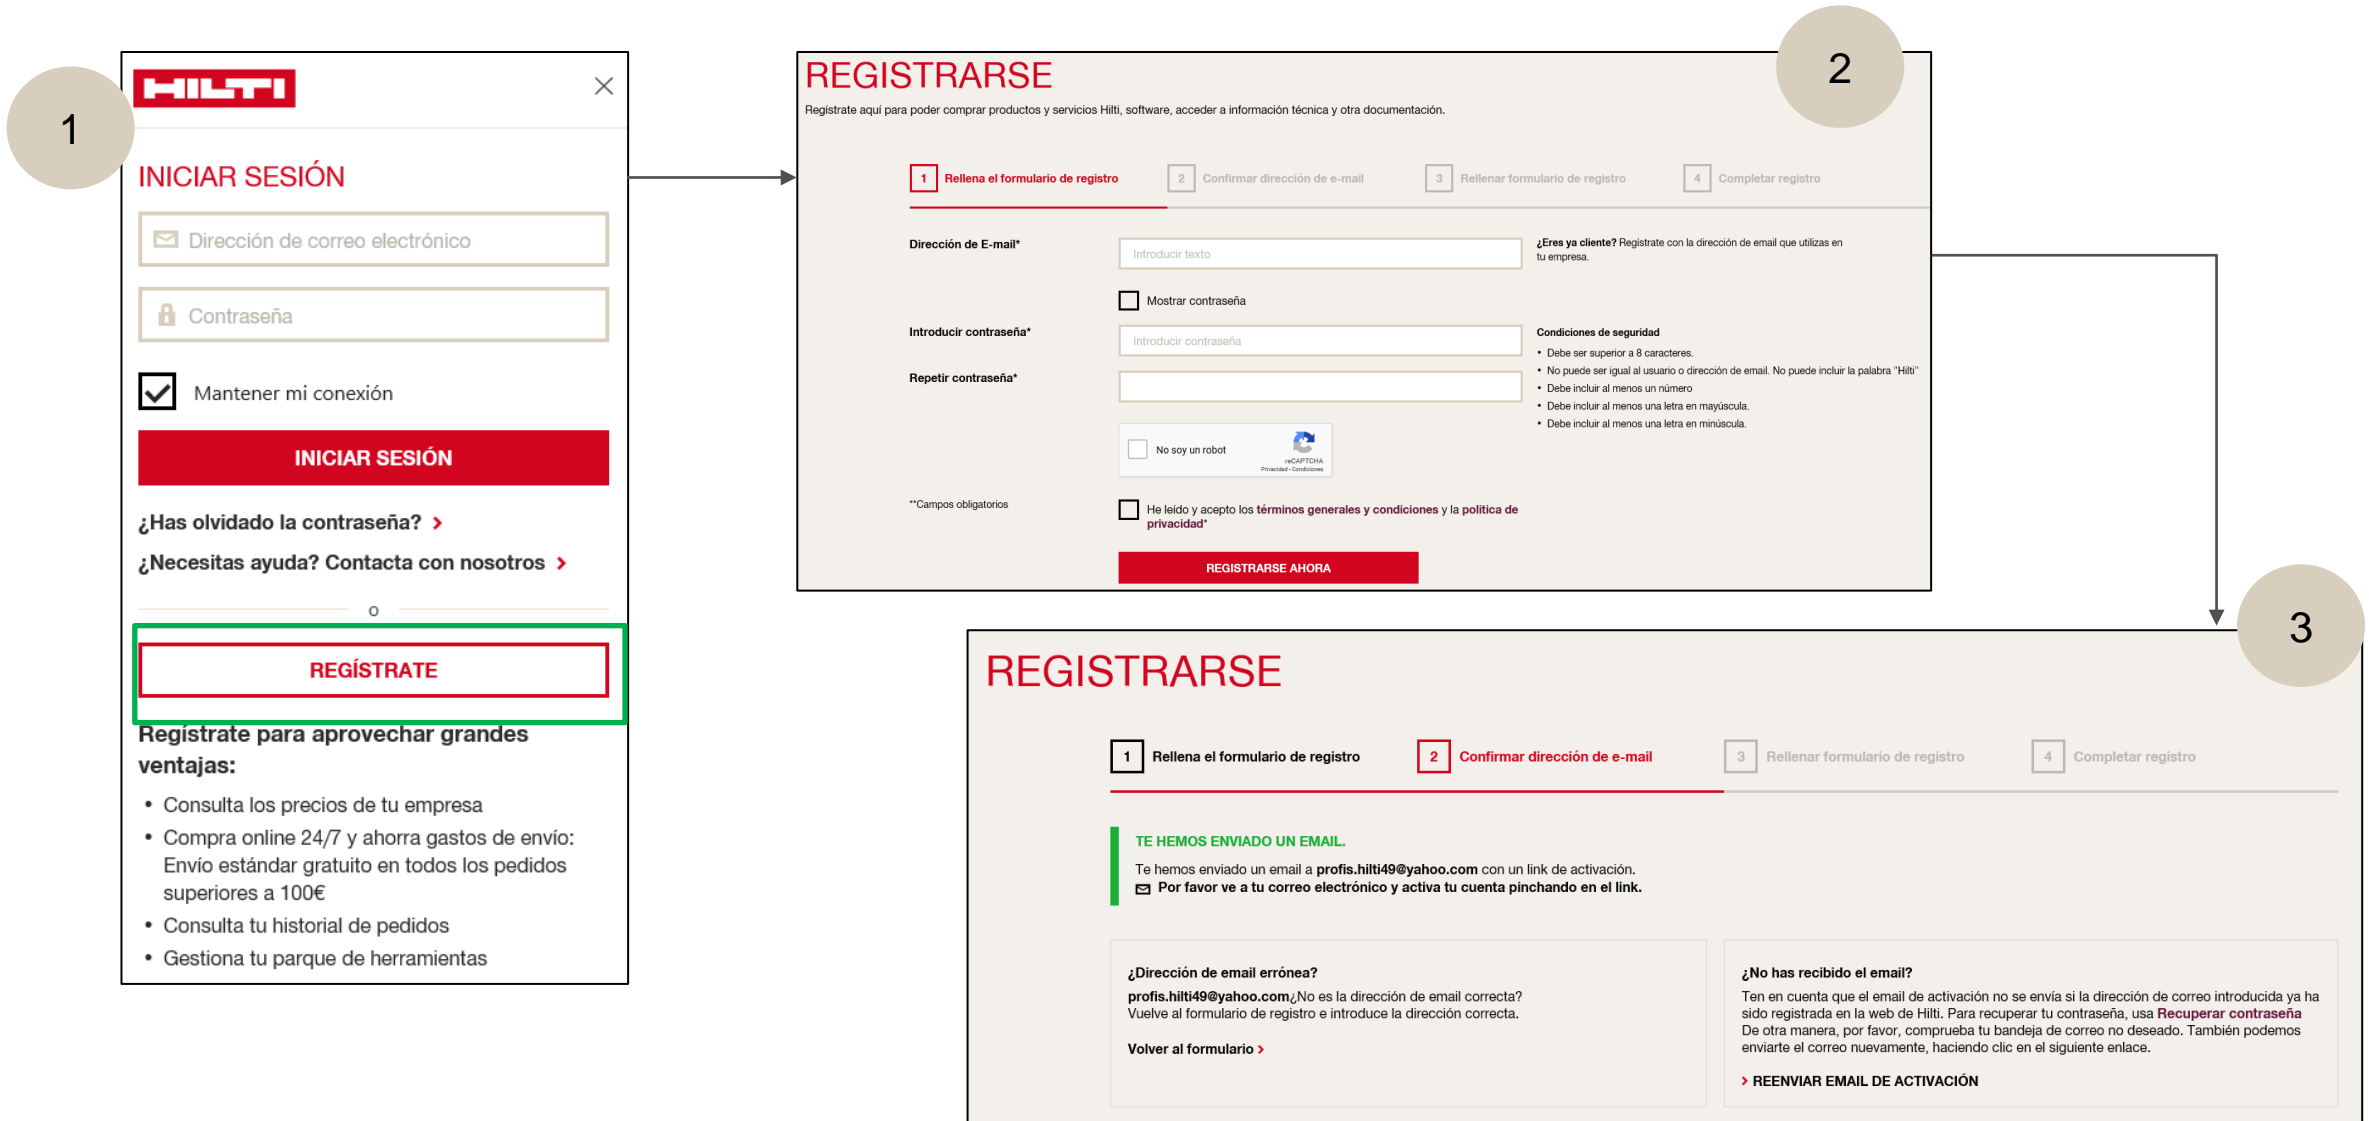 1
HILTI
INICIAR SESIÓN
Dirección de correo electrónico
Contraseña
Mantener mi conexión
INICIAR SESIÓN
¿Has olvidado la contraseña?
¿Necesitas ayuda? Contacta con nosotros
o
REGÍSTRATE
Regístrate para aprovechar grandes
ventajas:
• Consulta los precios de tu empresa
• Compra online 24/7 y ahorra gastos de envío:
Envío estándar gratuito en todos los pedidos
superiores a 100€
• Consulta tu historial de pedidos
• Gestiona tu parque de herramientas
2
REGISTRARSE
Regístrate aquí para poder comprar productos y servicios Hilti, software, acceder a información técnica y otra documentación.
1 Rellena el formulario de registro
2 Confirmar dirección de e-mail
3 Rellenar formulario de registro
4 Completar registro
Dirección de E-mail*
Introducir texto
¿Eres ya cliente? Regístrate con la dirección de email que utilizas en
tu empresa.
Mostrar contraseña
Introducir contraseña*
Introducir contraseña
Repetir contraseña*
Condiciones de seguridad
• Debe ser superior a 8 caracteres.
• No puede ser igual al usuario o dirección de email. No puede incluir la palabra "Hilti"
• Debe incluir al menos un número
• Debe incluir al menos una letra en mayúscula.
• Debe incluir al menos una letra en minúscula.
No soy un robot
reCAPTCHA
Privacidad - Condiciones
**Campos obligatorios
He leído y acepto los términos generales y condiciones y la política de
privacidad*
REGISTRARSE AHORA
3
REGISTRARSE
1 Rellena el formulario de registro
2 Confirmar dirección de e-mail
3 Rellenar formulario de registro
4 Completar registro
TE HEMOS ENVIADO UN EMAIL.
Te hemos enviado un email a profis.hilti49@yahoo.com con un link de activación.
Por favor ve a tu correo electrónico y activa tu cuenta pinchando en el link.
¿Dirección de email errónea?
profis.hilti49@yahoo.com¿No es la dirección de email correcta?
Vuelve al formulario de registro e introduce la dirección correcta.
Volver al formulario
¿No has recibido el email?
Ten en cuenta que el email de activación no se envía si la dirección de correo introducida ya ha
sido registrada en la web de Hilti. Para recuperar tu contraseña, usa Recuperar contraseña
De otra manera, por favor, comprueba tu bandeja de correo no deseado. También podemos
enviarte el correo nuevamente, haciendo clic en el siguiente enlace.
REENVIAR EMAIL DE ACTIVACIÓN